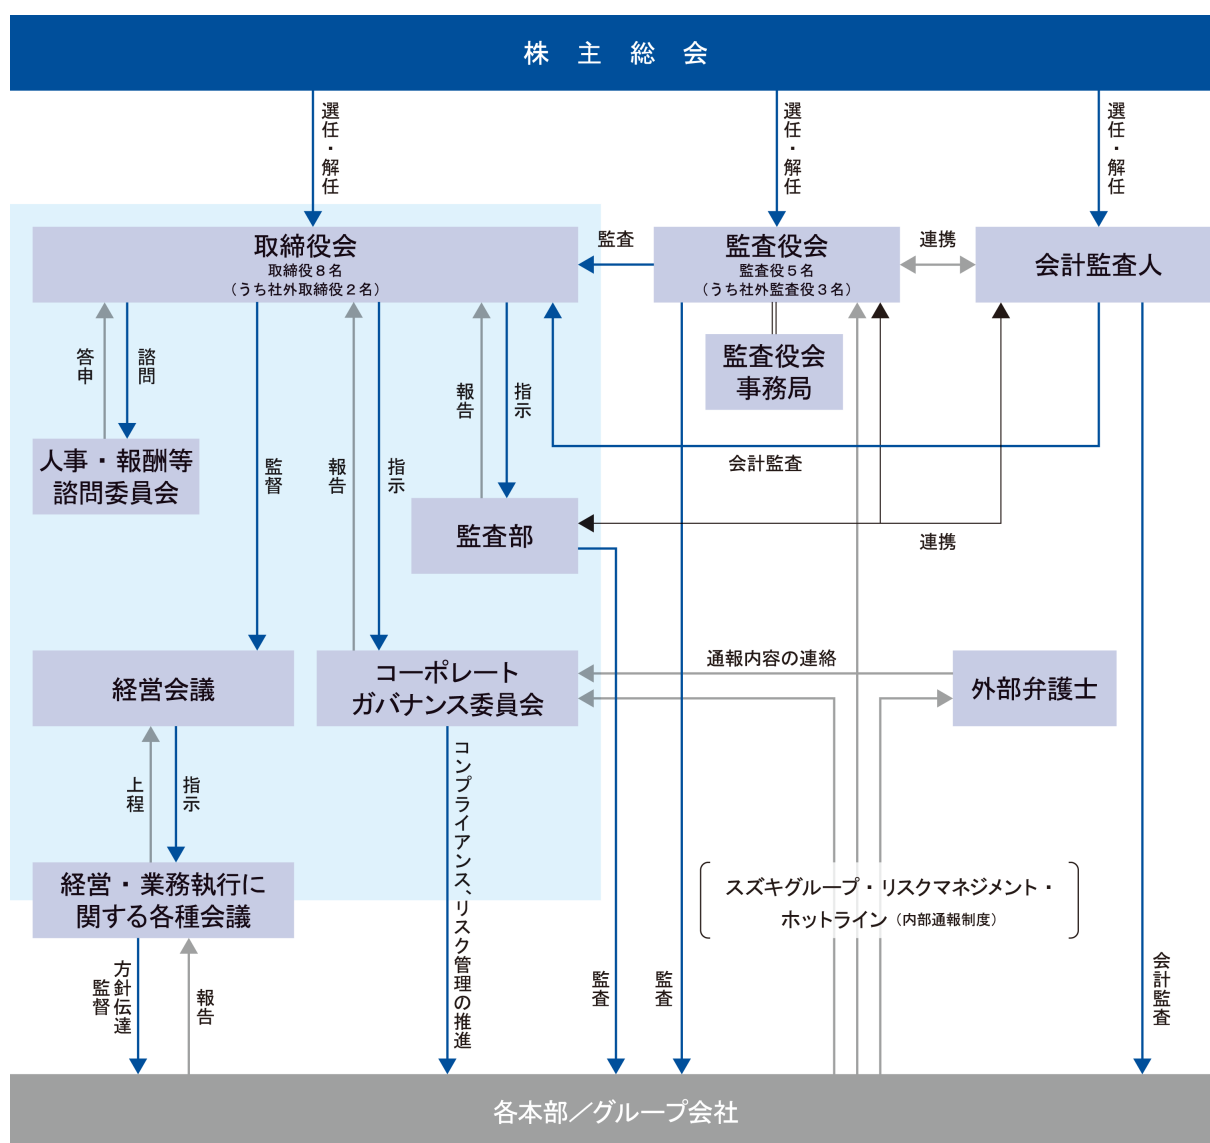 株主総会
選任・解任
選任・解任
選任・解任
取締役会
取締役８名
（うち社外取締役２名）
監査
監査役会
監査役５名
（うち社外監査役３名）
連携
会計監査人
答申
諮問
監査役会
事務局
報告
指示
人事・報酬等
諮問委員会
監督
報告
指示
会計監査
監査部
連携
経営会議
コーポレート
ガバナンス委員会
通報内容の連絡
外部弁護士
上程
指示
コンプライアンス、リスク管理の推進
経営・業務執行に
関する各種会議
スズキグループ・リスクマネジメント・
ホットライン（内部通報制度）
方針伝達
監督
報告
監査
監査
会計監査
各本部／グループ会社